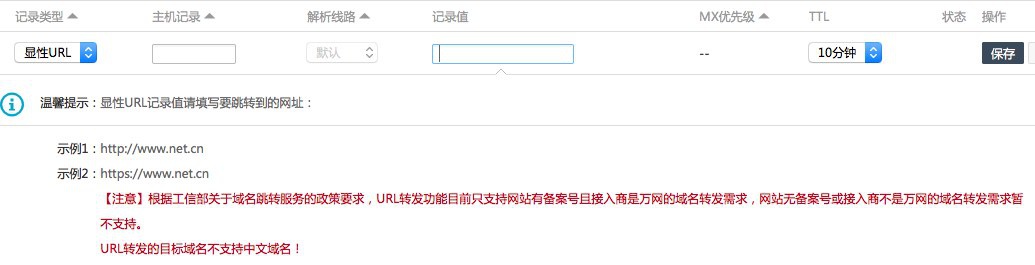 记录类型 主机记录 解析线路 记录值 MX优先级 TTL 状态 操作
显性URL 默认 -- 10分钟 保存
温馨提示：显性URL记录值请填写要跳转到的网址：
示例1：http://www.net.cn
示例2：https://www.net.cn
【注意】根据工信部关于域名跳转服务的政策要求，URL转发功能目前只支持网站有备案号且接入商是万网的域名转发需求，网站无备案号或接入商不是万网的域名转发需求暂
不支持。
URL转发的目标域名不支持中文域名！